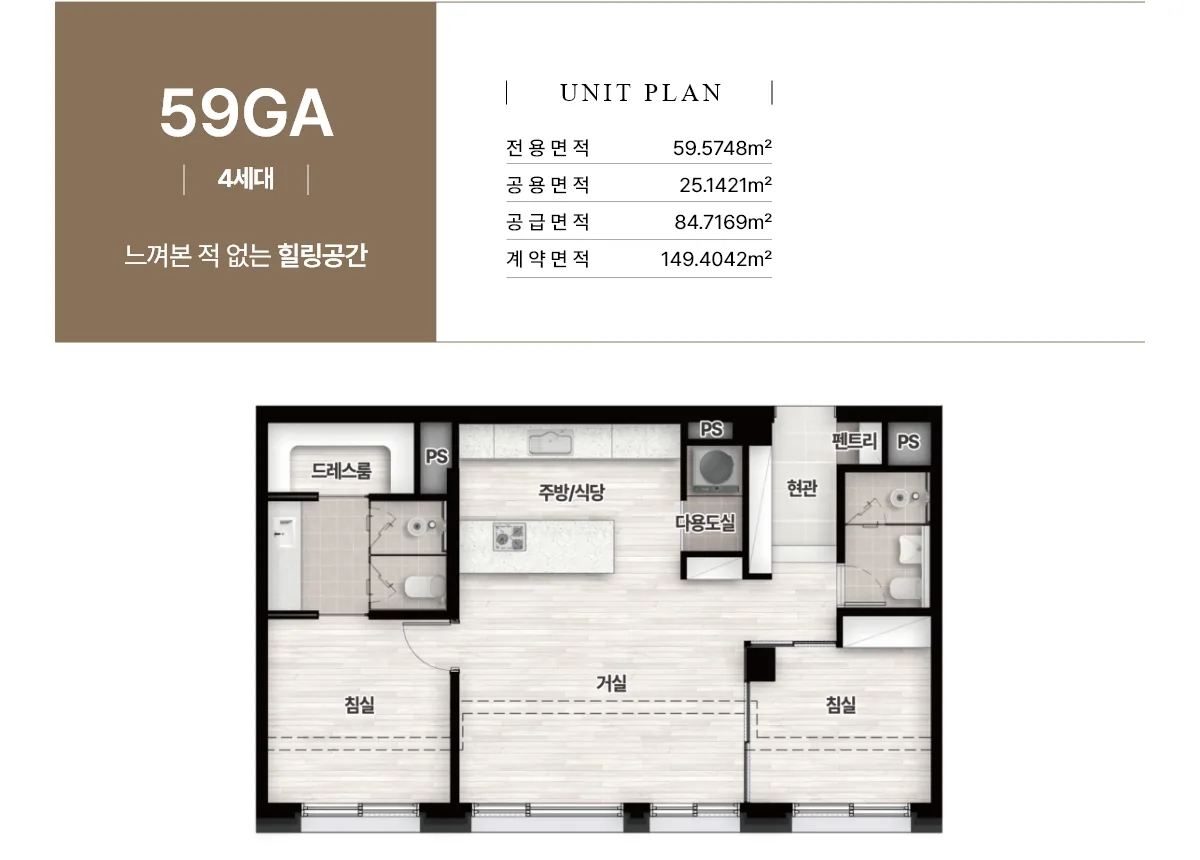 59GA
4세대
느껴본 적 없는 힐링공간
UNIT PLAN
전용면적 59.5748m²
공용면적 25.1421m²
공급면적 84.7169m²
계약면적 149.4042m²
PS
펜트리
PS
드레스룸
PS
주방/식당
현관
다용도실
거실
침실
침실